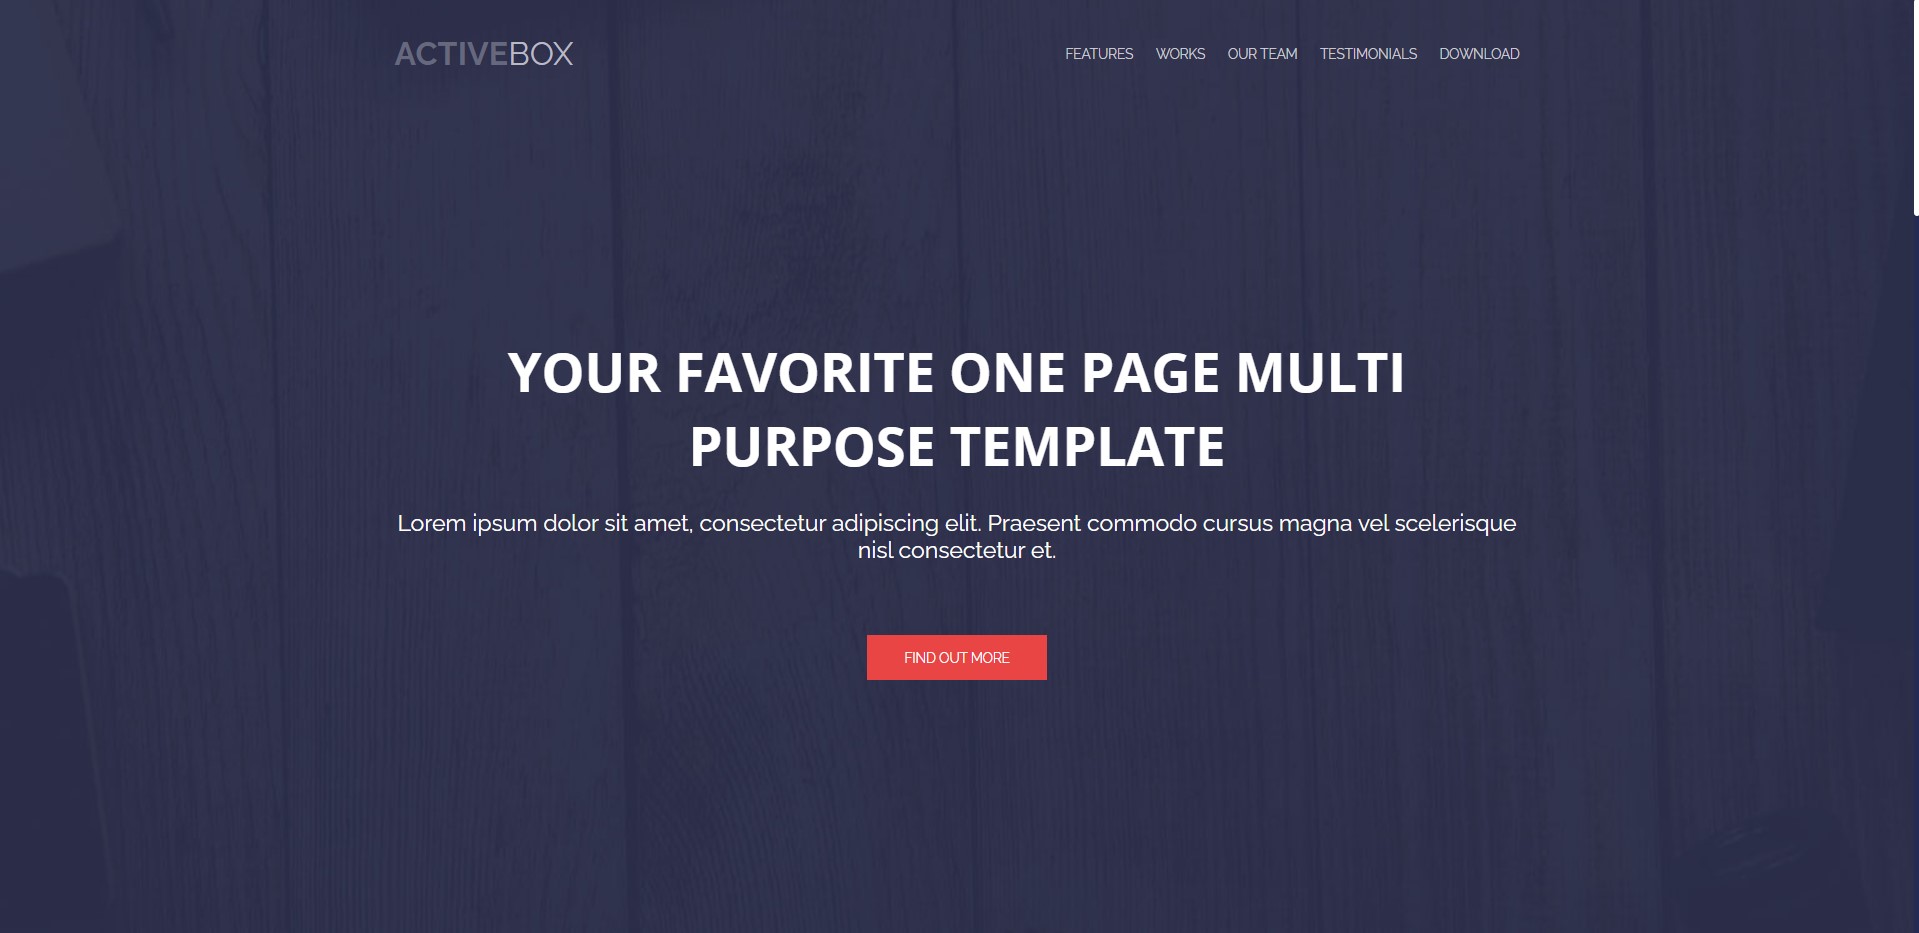 ACTIVEBOX
FEATURES WORKS OUR TEAM TESTIMONIALS DOWNLOAD
YOUR FAVORITE ONE PAGE MULTI
PURPOSE TEMPLATE
Lorem ipsum dolor sit amet, consectetur adipiscing elit. Praesent commodo cursus magna vel scelerisque
nisl consectetur et.
FIND OUT MORE